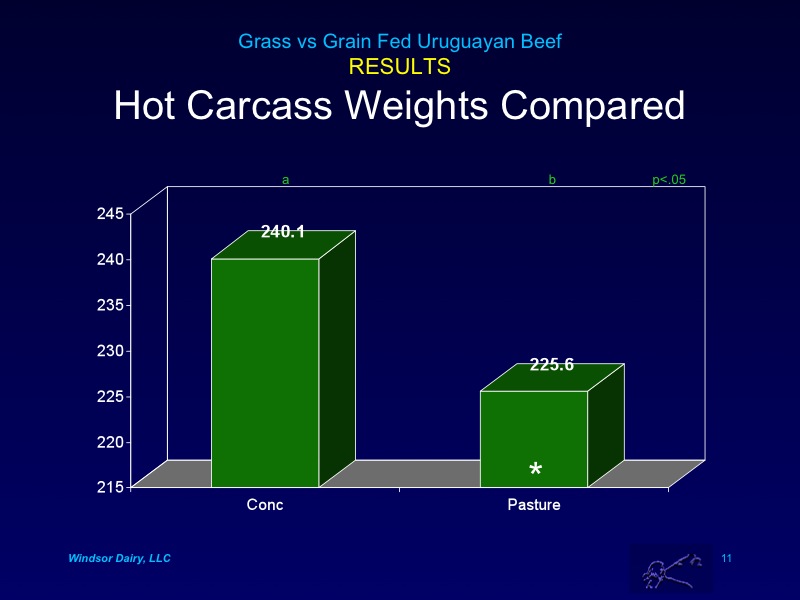 Grass vs Grain Fed Uruguayan Beef
RESULTS
Hot Carcass Weights Compared
a b p<.05
245
240
235
230
225
220
215
240.1
225.6
*
Conc Pasture
Windsor Dairy, LLC 11